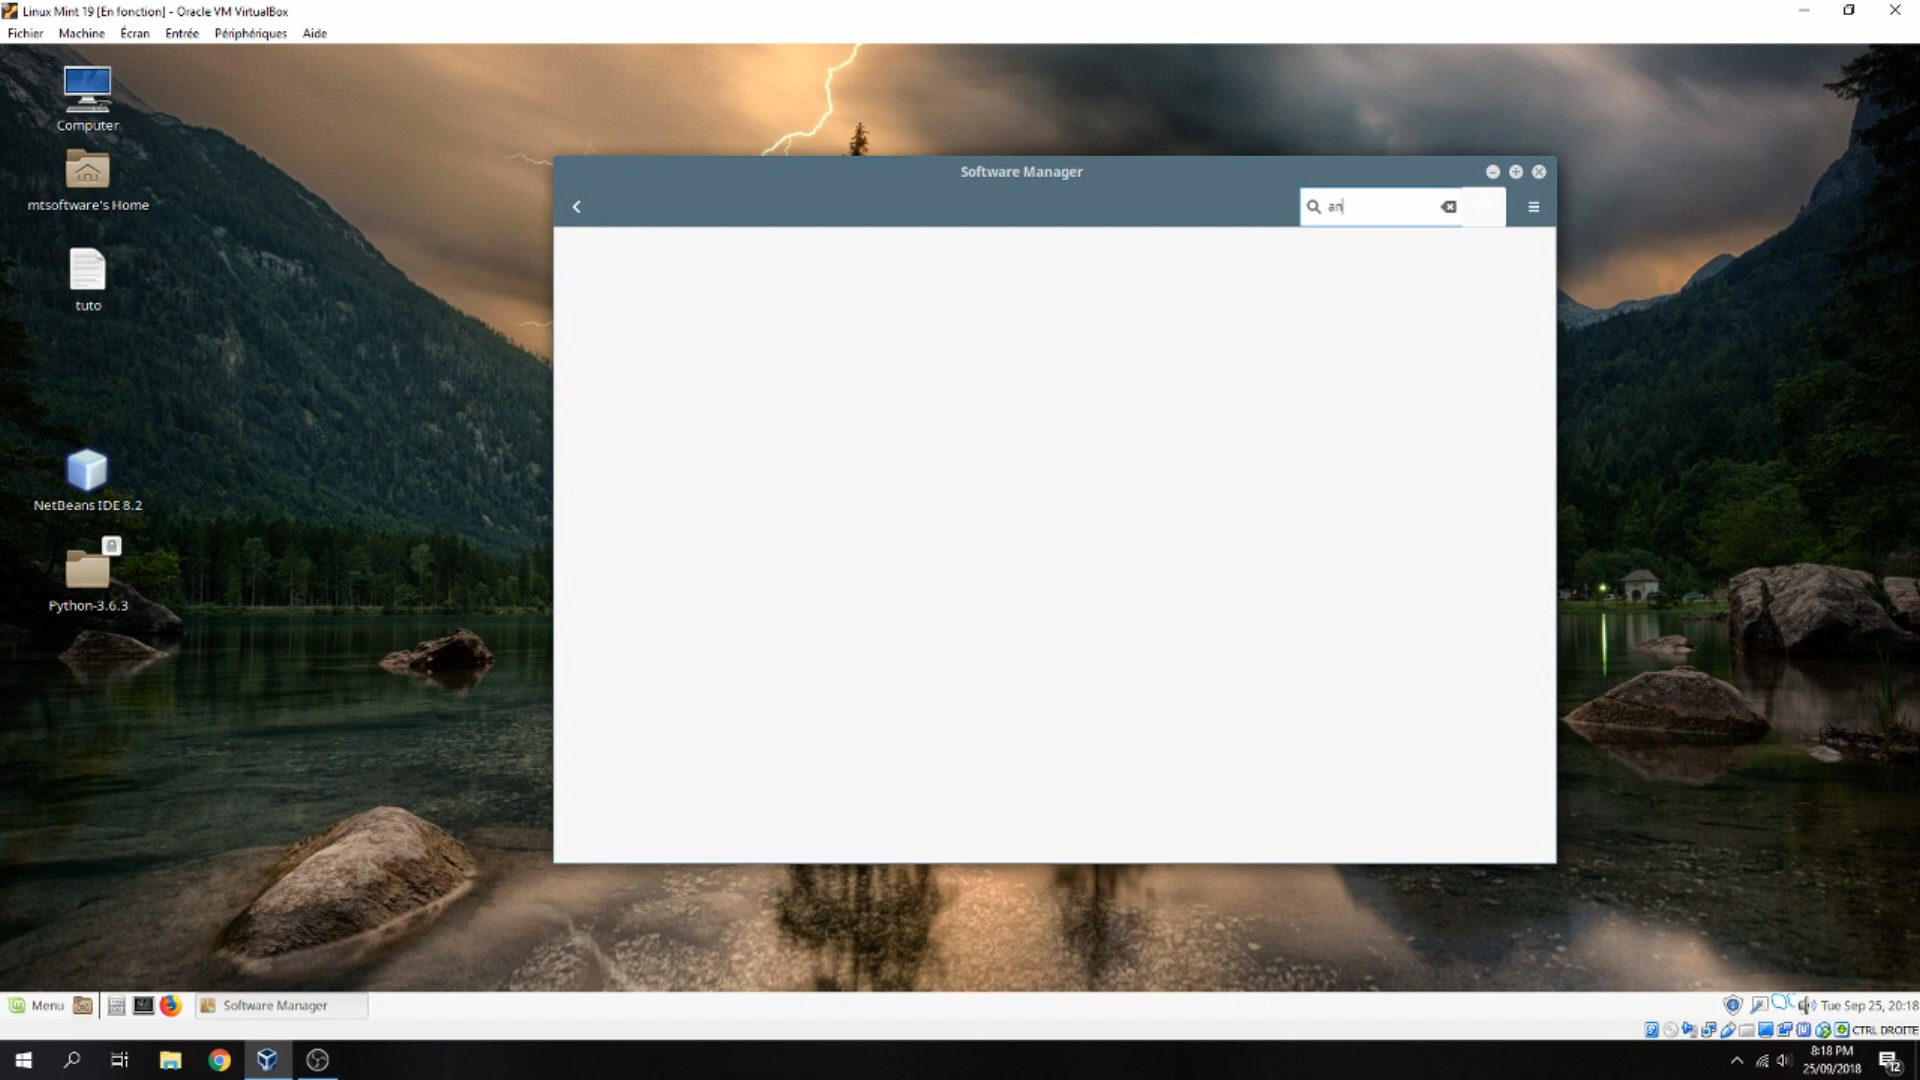 Linux Mint 19 [En fonction] - Oracle VM VirtualBox
Fichier Machine Écran Entrée Périphériques Aide
Computer
mtsoftware's Home
tuto
NetBeans IDE 8.2
Python-3.6.3
Software Manager
an
Menu
Software Manager
Tue Sep 25, 20:18
CTRL DROITE
8:18 PM
25/09/2018
12